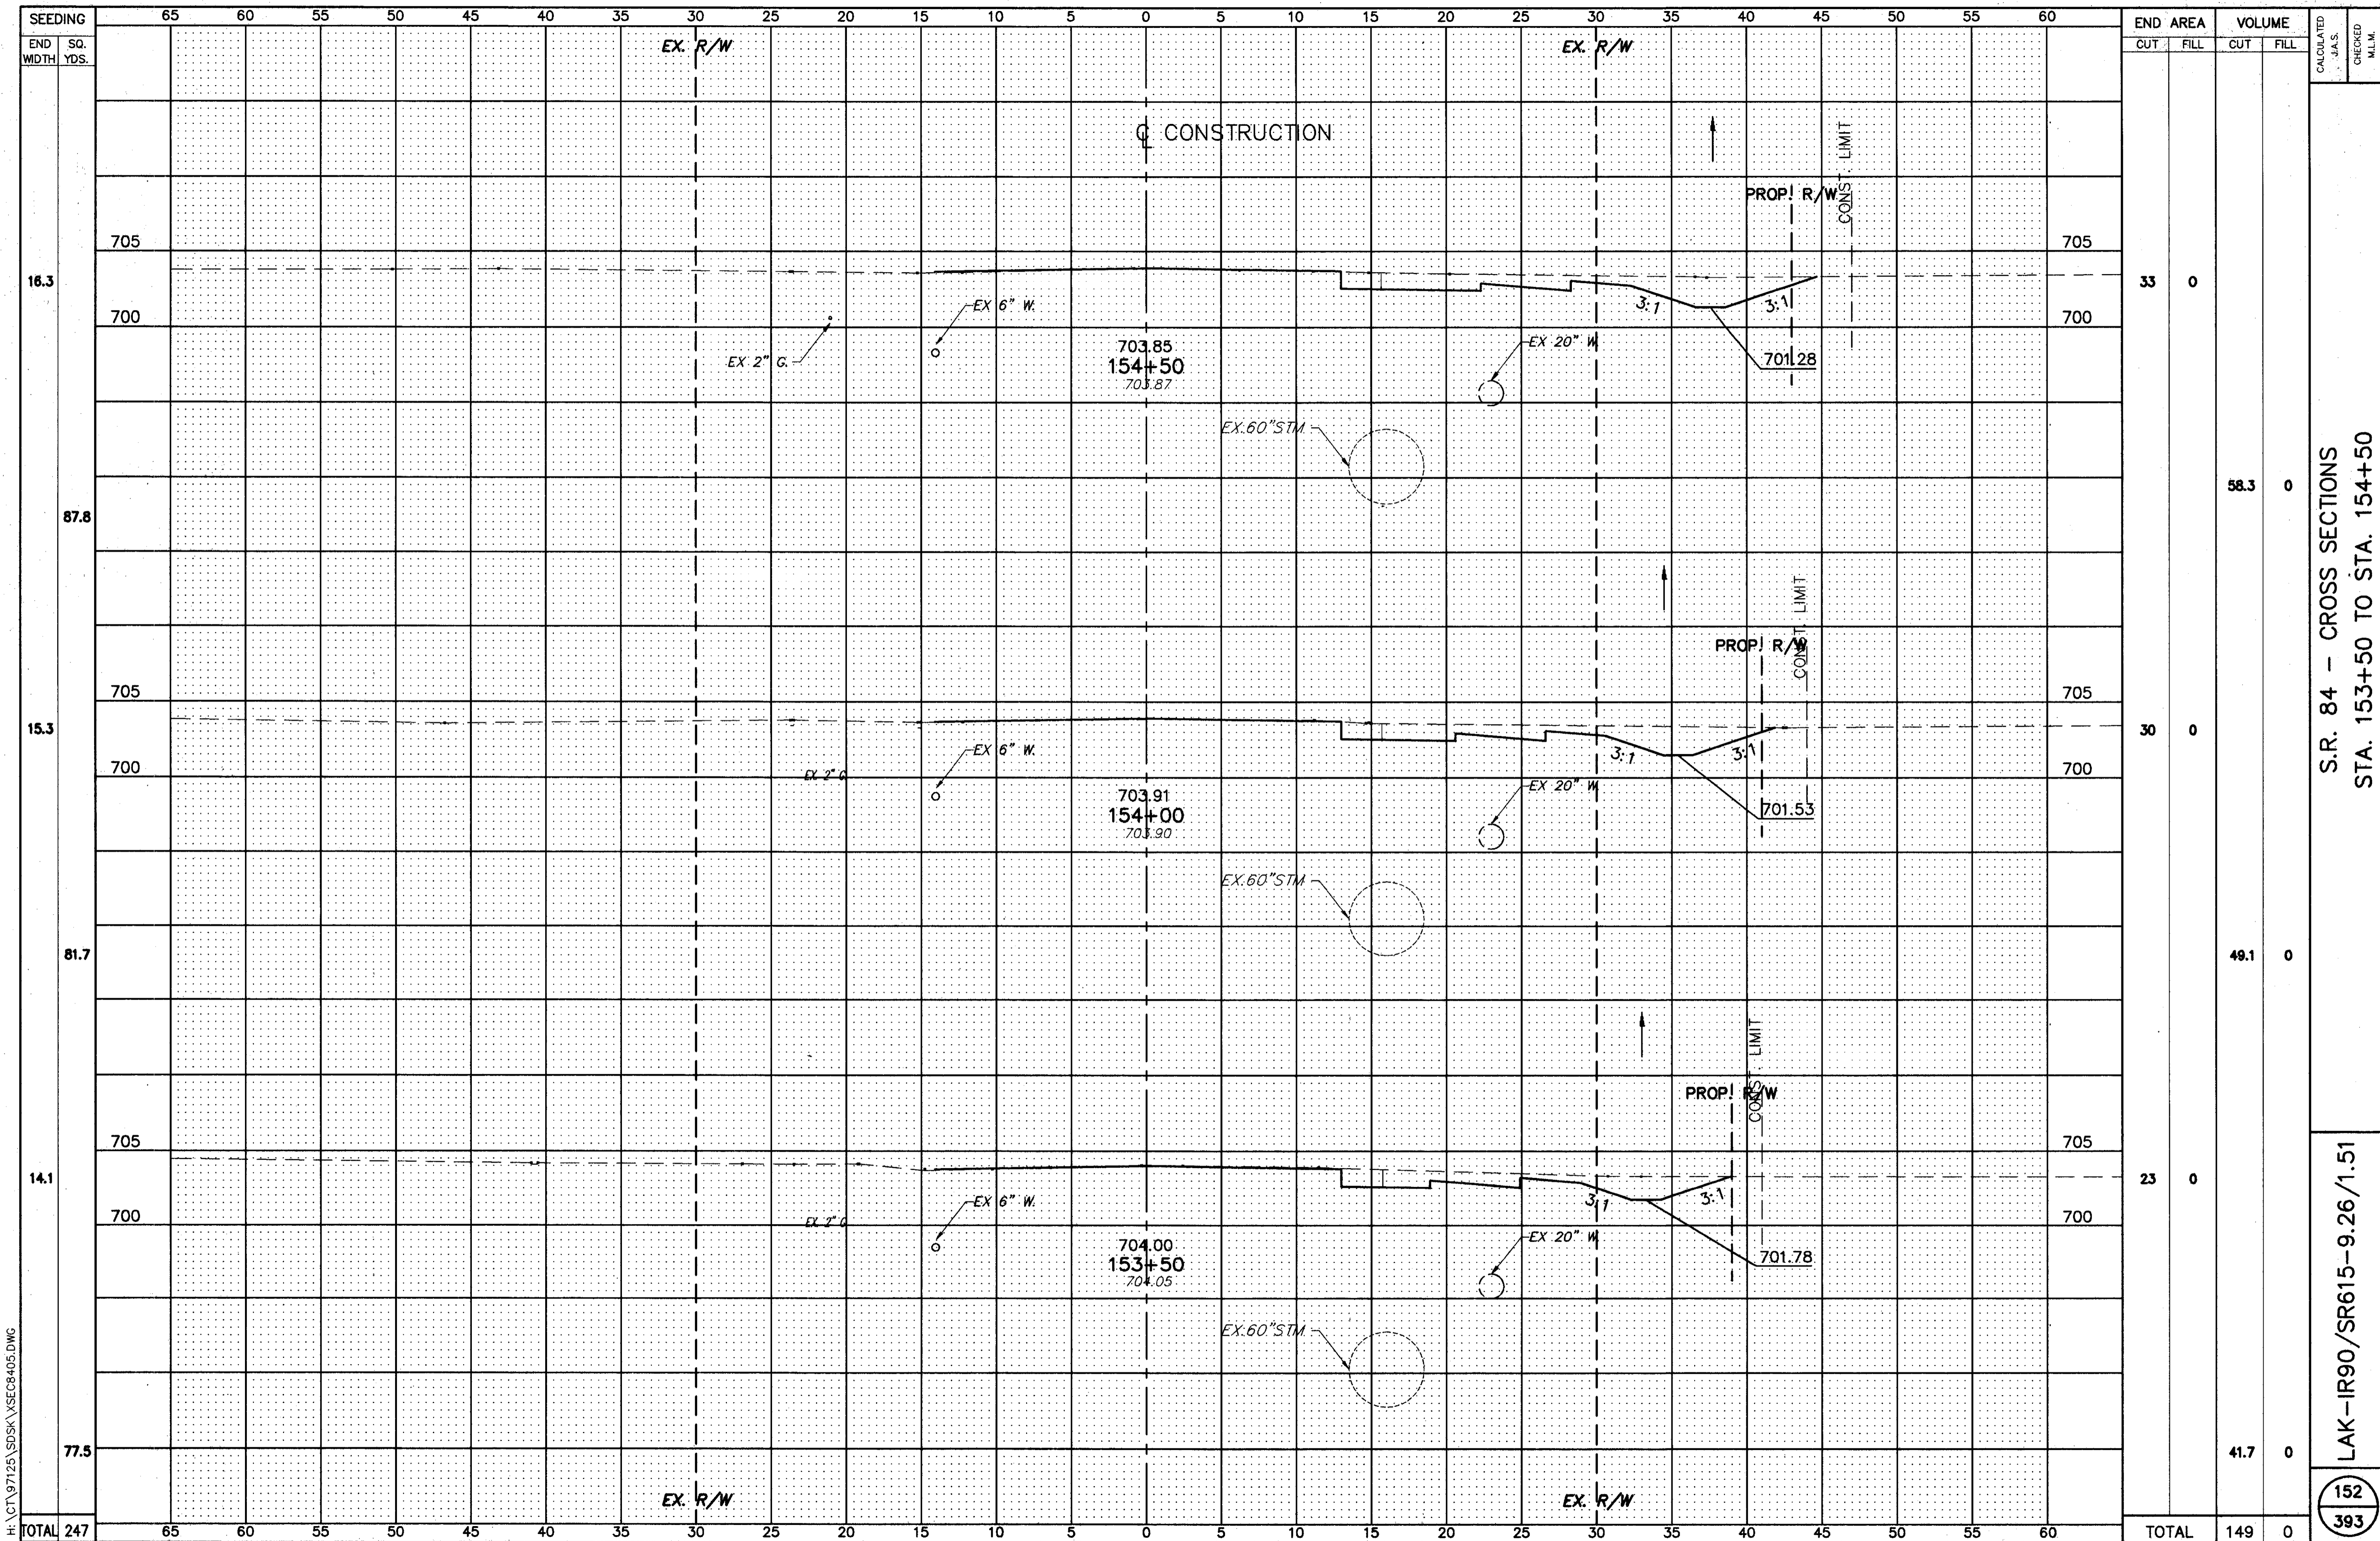 SEEDING
END WIDTH
SQ. YDS.
65 60 55 50 45 40 35 30 25 20 15 10 5 0 5 10 15 20 25 30 35 40 45 50 55 60
END AREA
VOLUME
CUT FILL CUT FILL
CALCULATED
J.A.S.
CHECKED
M.L.M.
EX. R/W
EX. R/W
℄ CONSTRUCTION
CONST. LIMIT
PROP. R/W
705
705
16.3
33 0
3:1
3:1
EX 6" W.
700
700
EX 2" G.
703.85
154+50
703.87
EX 20" W.
701.28
EX. 60" STM
58.3 0
87.8
CONST. LIMIT
PROP. R/W
705
705
15.3
30 0
3:1
3:1
EX 6" W.
700
700
EX. 2" G
703.91
154+00
703.90
EX 20" W.
701.53
EX. 60" STM
81.7
49.1 0
CONST. LIMIT
PROP. R/W
705
705
14.1
23 0
3:1
3:1
EX 6" W.
700
700
EX. 2" G
704.00
153+50
704.05
EX 20" W.
701.78
EX. 60" STM
77.5
41.7 0
EX. R/W
EX. R/W
TOTAL 247
65 60 55 50 45 40 35 30 25 20 15 10 5 0 5 10 15 20 25 30 35 40 45 50 55 60
TOTAL 149 0
S.R. 84 - CROSS SECTIONS
STA. 153+50 TO STA. 154+50
LAK-IR90/SR615-9.26/1.51
152
393
H:\CT\97125\SDSK\XSEC8405.DWG